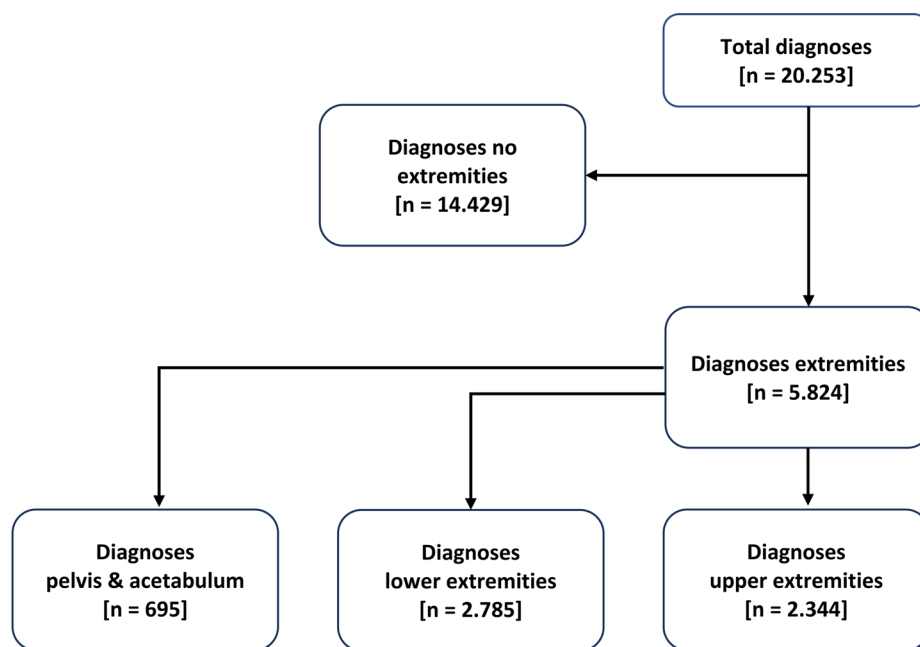 Total diagnoses
[n = 20.253]
Diagnoses no
extremities
[n = 14.429]
Diagnoses extremities
[n = 5.824]
Diagnoses
pelvis & acetabulum
[n = 695]
Diagnoses
lower extremities
[n = 2.785]
Diagnoses
upper extremities
[n = 2.344]